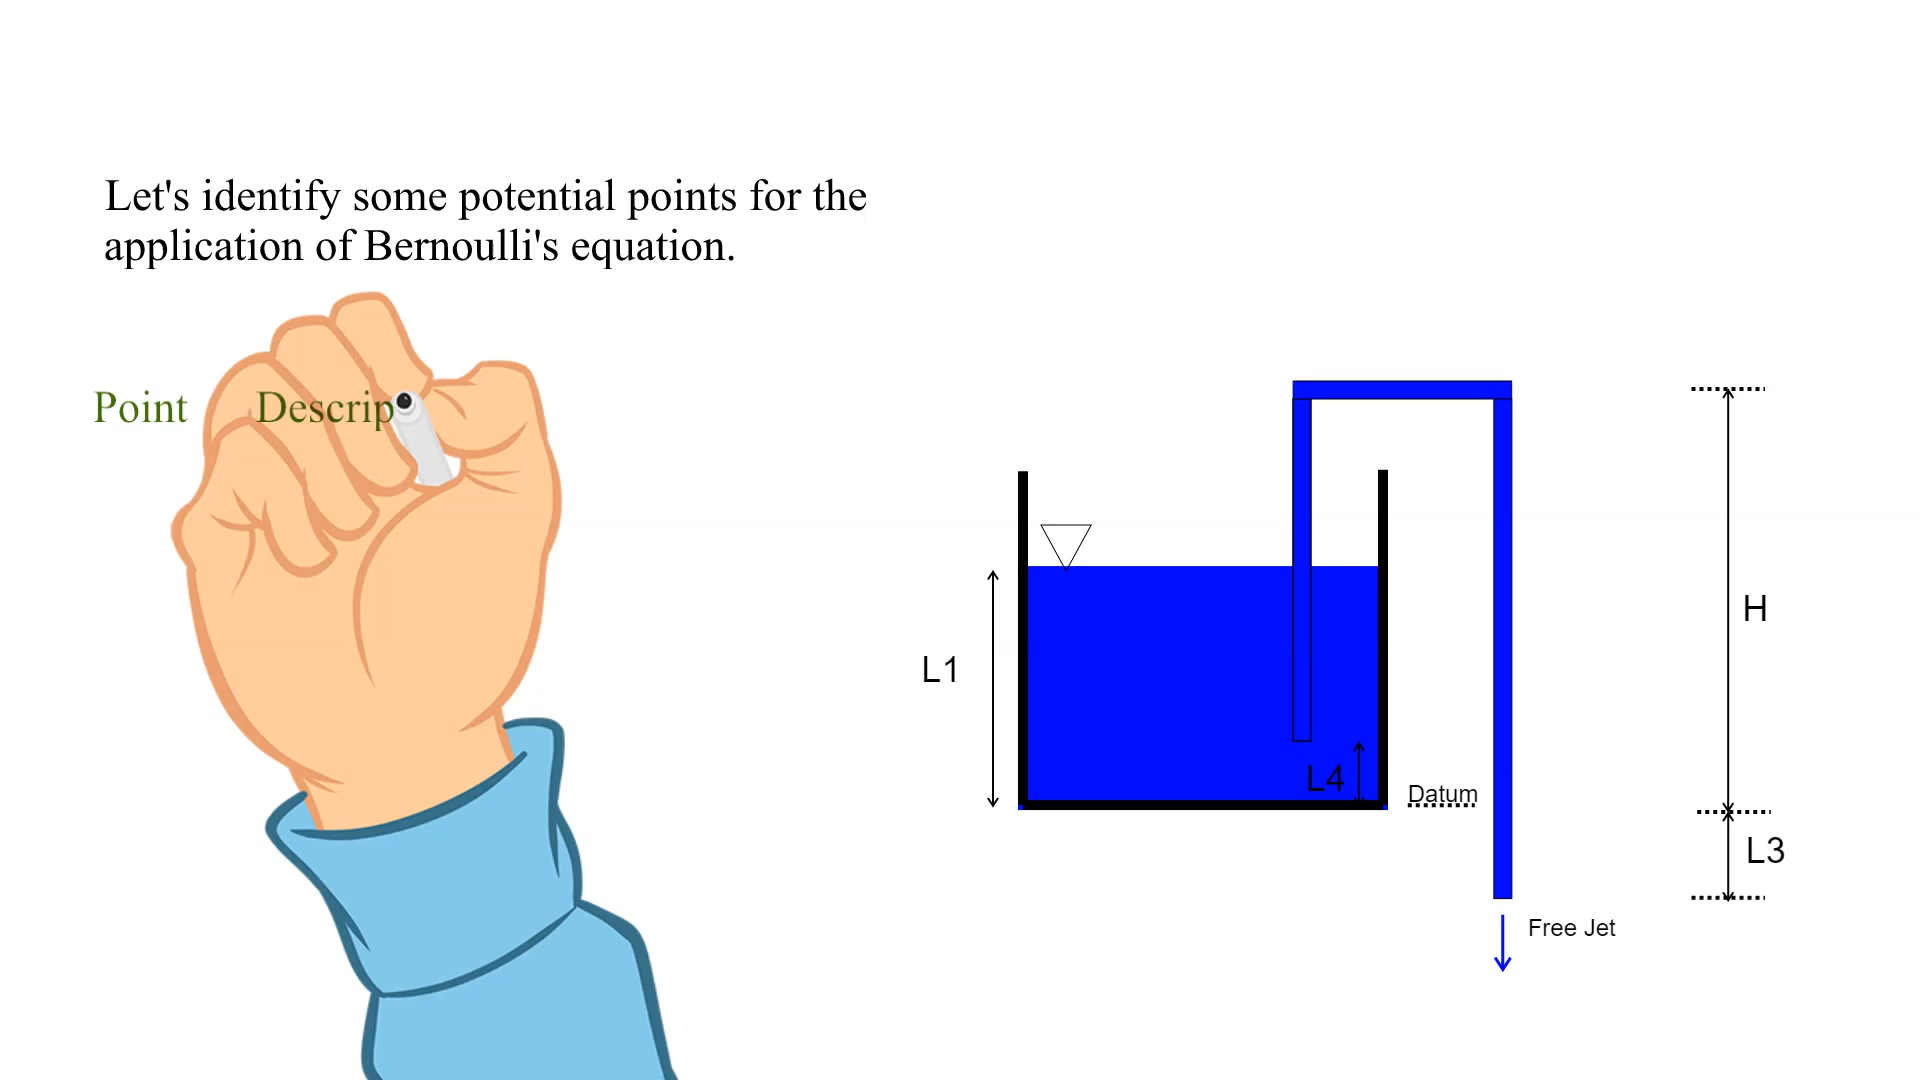 Let's identify some potential points for the
application of Bernoulli's equation.
Point Descrip
H
L1
L4
Datum
L3
Free Jet